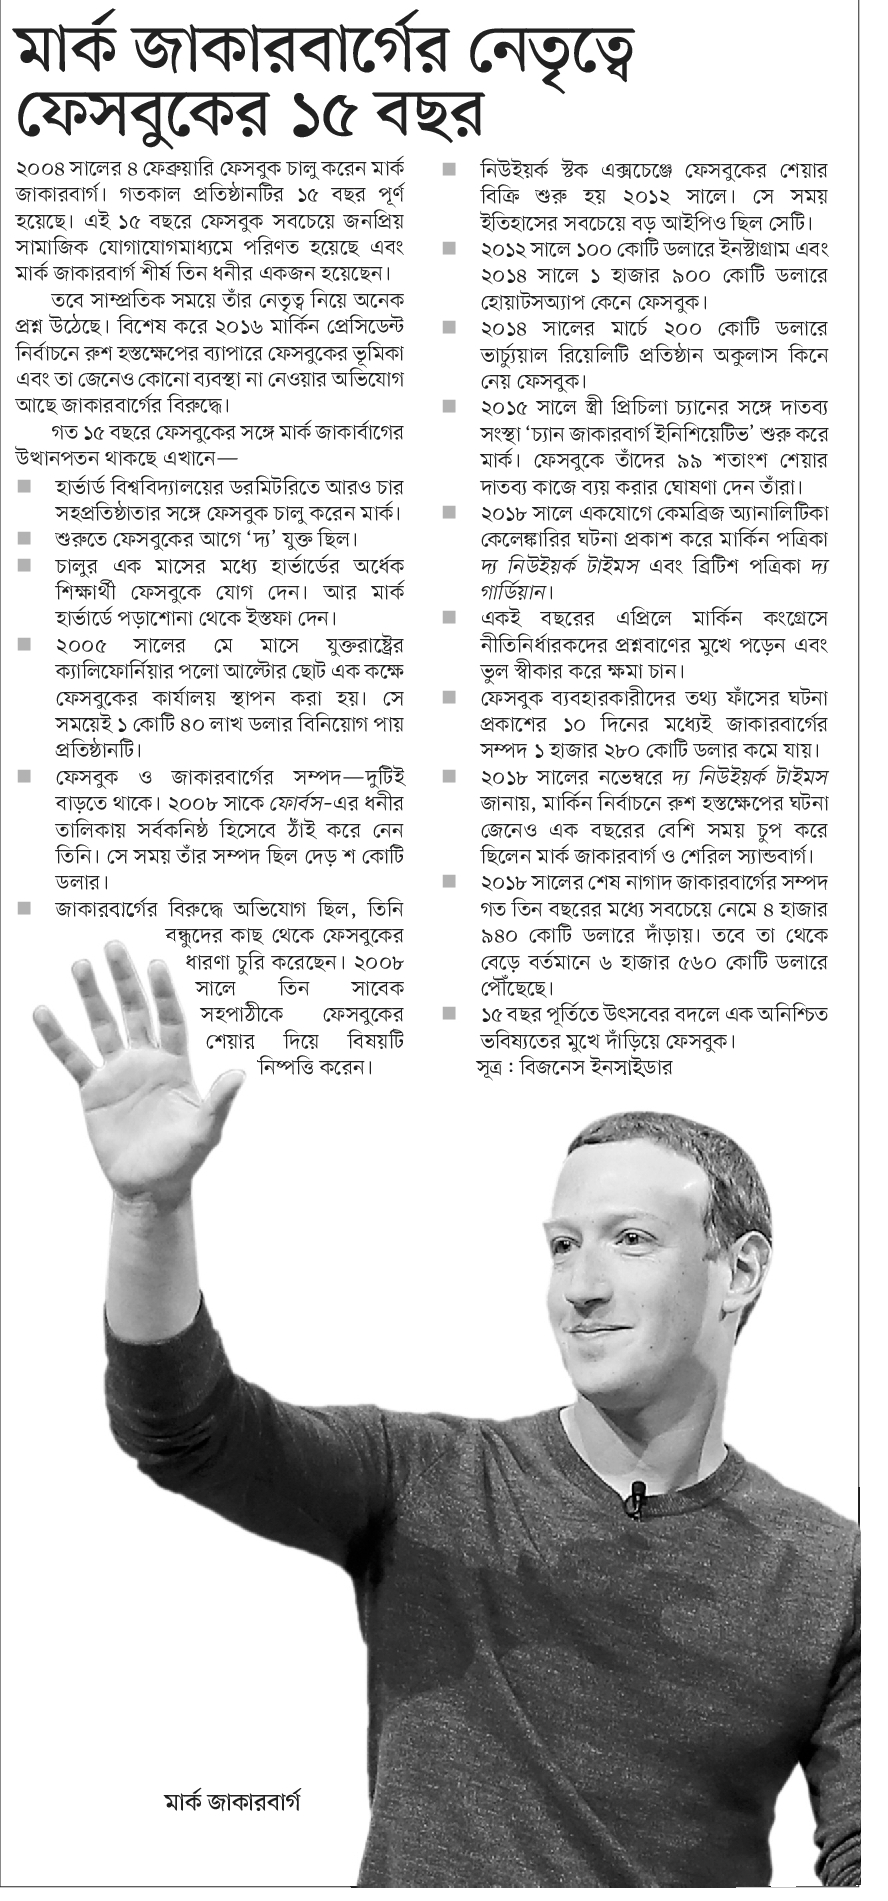 মার্ক জাকারবার্গের নেতৃত্বে
ফেসবুকের ১৫ বছর
২০০৪ সালের ৪ ফেব্রুয়ারি ফেসবুক চালু করেন মার্ক
জাকারবার্গ। গতকাল প্রতিষ্ঠানটির ১৫ বছর পূর্ণ
হয়েছে। এই ১৫ বছরে ফেসবুক সবচেয়ে জনপ্রিয়
সামাজিক যোগাযোগমাধ্যমে পরিণত হয়েছে এবং
মার্ক জাকারবার্গ শীর্ষ তিন ধনীর একজন হয়েছেন।
তবে সাম্প্রতিক সময়ে তাঁর নেতৃত্ব নিয়ে অনেক
প্রশ্ন উঠেছে। বিশেষ করে ২০১৬ মার্কিন প্রেসিডেন্ট
নির্বাচনে রুশ হস্তক্ষেপের ব্যাপারে ফেসবুকের ভূমিকা
এবং তা জেনেও কোনো ব্যবস্থা না নেওয়ার অভিযোগ
আছে জাকারবার্গের বিরুদ্ধে।
গত ১৫ বছরে ফেসবুকের সঙ্গে মার্ক জাকার্বাগের
উত্থানপতন থাকছে এখানে—
■ হার্ভার্ড বিশ্ববিদ্যালয়ের ডরমিটরিতে আরও চার
সহপ্রতিষ্ঠাতার সঙ্গে ফেসবুক চালু করেন মার্ক।
■ শুরুতে ফেসবুকের আগে ‘দ্য’ যুক্ত ছিল।
■ চালুর এক মাসের মধ্যে হার্ভার্ডের অর্ধেক
শিক্ষার্থী ফেসবুকে যোগ দেন। আর মার্ক
হার্ভার্ডে পড়াশোনা থেকে ইস্তফা দেন।
■ ২০০৫ সালের মে মাসে যুক্তরাষ্ট্রের
ক্যালিফোর্নিয়ার পলো আল্টোর ছোট এক কক্ষে
ফেসবুকের কার্যালয় স্থাপন করা হয়। সে
সময়েই ১ কোটি ৪০ লাখ ডলার বিনিয়োগ পায়
প্রতিষ্ঠানটি।
■ ফেসবুক ও জাকারবার্গের সম্পদ—দুটিই
বাড়তে থাকে। ২০০৮ সাকে ফোর্বস-এর ধনীর
তালিকায় সর্বকনিষ্ঠ হিসেবে ঠাঁই করে নেন
তিনি। সে সময় তাঁর সম্পদ ছিল দেড় শ কোটি
ডলার।
■ জাকারবার্গের বিরুদ্ধে অভিযোগ ছিল, তিনি
বন্ধুদের কাছ থেকে ফেসবুকের
ধারণা চুরি করেছেন। ২০০৮
সালে তিন সাবেক
সহপাঠীকে ফেসবুকের
শেয়ার দিয়ে বিষয়টি
নিষ্পত্তি করেন।
■ নিউইয়র্ক স্টক এক্সচেঞ্জে ফেসবুকের শেয়ার
বিক্রি শুরু হয় ২০১২ সালে। সে সময়
ইতিহাসের সবচেয়ে বড় আইপিও ছিল সেটি।
■ ২০১২ সালে ১০০ কোটি ডলারে ইনস্টাগ্রাম এবং
২০১৪ সালে ১ হাজার ৯০০ কোটি ডলারে
হোয়াটসঅ্যাপ কেনে ফেসবুক।
■ ২০১৪ সালের মার্চে ২০০ কোটি ডলারে
ভার্চ্যুয়াল রিয়েলিটি প্রতিষ্ঠান অকুলাস কিনে
নেয় ফেসবুক।
■ ২০১৫ সালে স্ত্রী প্রিচিলা চ্যানের সঙ্গে দাতব্য
সংস্থা ‘চ্যান জাকারবার্গ ইনিশিয়েটিভ’ শুরু করে
মার্ক। ফেসবুকে তাঁদের ৯৯ শতাংশ শেয়ার
দাতব্য কাজে ব্যয় করার ঘোষণা দেন তাঁরা।
■ ২০১৮ সালে একযোগে কেমব্রিজ অ্যানালিটিকা
কেলেঙ্কারির ঘটনা প্রকাশ করে মার্কিন পত্রিকা
দ্য নিউইয়র্ক টাইমস এবং ব্রিটিশ পত্রিকা দ্য
গার্ডিয়ান।
■ একই বছরের এপ্রিলে মার্কিন কংগ্রেসে
নীতিনির্ধারকদের প্রশ্নবাণের মুখে পড়েন এবং
ভুল স্বীকার করে ক্ষমা চান।
■ ফেসবুক ব্যবহারকারীদের তথ্য ফাঁসের ঘটনা
প্রকাশের ১০ দিনের মধ্যেই জাকারবার্গের
সম্পদ ১ হাজার ২৮০ কোটি ডলার কমে যায়।
■ ২০১৮ সালের নভেম্বরে দ্য নিউইয়র্ক টাইমস
জানায়, মার্কিন নির্বাচনে রুশ হস্তক্ষেপের ঘটনা
জেনেও এক বছরের বেশি সময় চুপ করে
ছিলেন মার্ক জাকারবার্গ ও শেরিল স্যান্ডবার্গ।
■ ২০১৮ সালের শেষ নাগাদ জাকারবার্গের সম্পদ
গত তিন বছরের মধ্যে সবচেয়ে নেমে ৪ হাজার
৯৪০ কোটি ডলারে দাঁড়ায়। তবে তা থেকে
বেড়ে বর্তমানে ৬ হাজার ৫৬০ কোটি ডলারে
পৌঁছেছে।
■ ১৫ বছর পূর্তিতে উৎসবের বদলে এক অনিশ্চিত
ভবিষ্যতের মুখে দাঁড়িয়ে ফেসবুক।
সূত্র : বিজনেস ইনসাইডার
মার্ক জাকারবার্গ